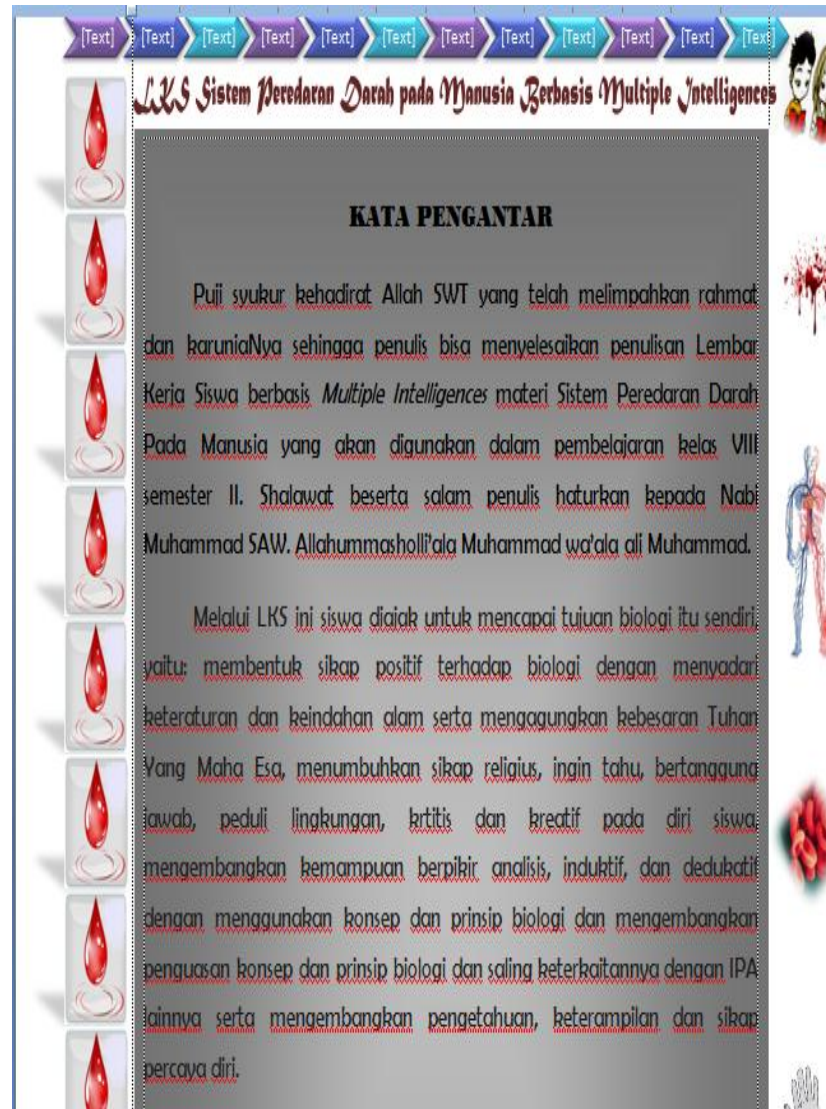 [Text] [Text] [Text] [Text] [Text] [Text] [Text] [Text] [Text] [Text] [Text] [Text]
LKS Sistem Peredaran Darah pada Manusia Berbasis Multiple Intelligences
KATA PENGANTAR
Puji syukur kehadirat Allah SWT yang telah melimpahkan rahmat
dan karuniaNya sehingga penulis bisa menyelesaikan penulisan Lembar
Kerja Siswa berbasis Multiple Intelligences materi Sistem Peredaran Darah
Pada Manusia yang akan digunakan dalam pembelajaran kelas VIII
semester II. Shalawat beserta salam penulis haturkan kepada Nabi
Muhammad SAW. Allahummasholli'ala Muhammad wa'ala ali Muhammad.
Melalui LKS ini siswa diajak untuk mencapai tujuan biologi itu sendiri,
yaitu: membentuk sikap positif terhadap biologi dengan menyadari
keteraturan dan keindahan alam serta mengagungkan kebesaran Tuhan
Yang Maha Esa, menumbuhkan sikap religius, ingin tahu, bertanggung
jawab, peduli lingkungan, krtitis dan kreatif pada diri siswa,
mengembangkan kemampuan berpikir analisis, induktif, dan dedukatif
dengan menggunakan konsep dan prinsip biologi dan mengembangkan
penguasan konsep dan prinsip biologi dan saling keterkaitannya dengan IPA
lainnya serta mengembangkan pengetahuan, keterampilan dan sikap
percaya diri.